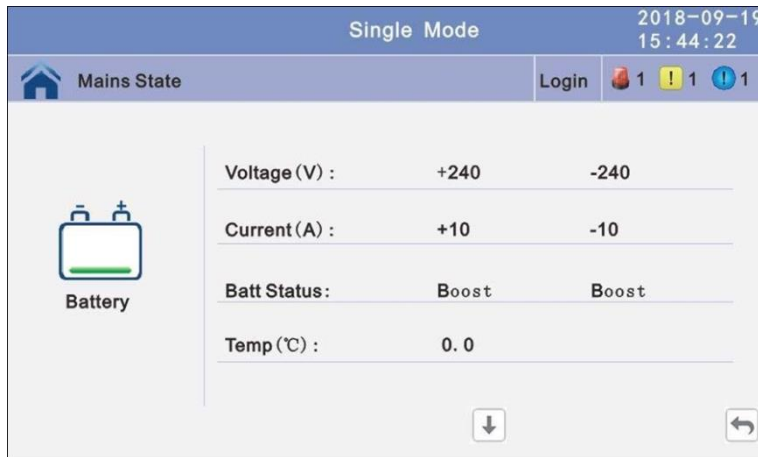 Single Mode
2018-09-19
15:44:22
Mains State
Login
1
! 1
! 1
Voltage(V): +240 -240
Current(A): +10 -10
Batt Status: Boost Boost
Temp(℃): 0.0
Battery